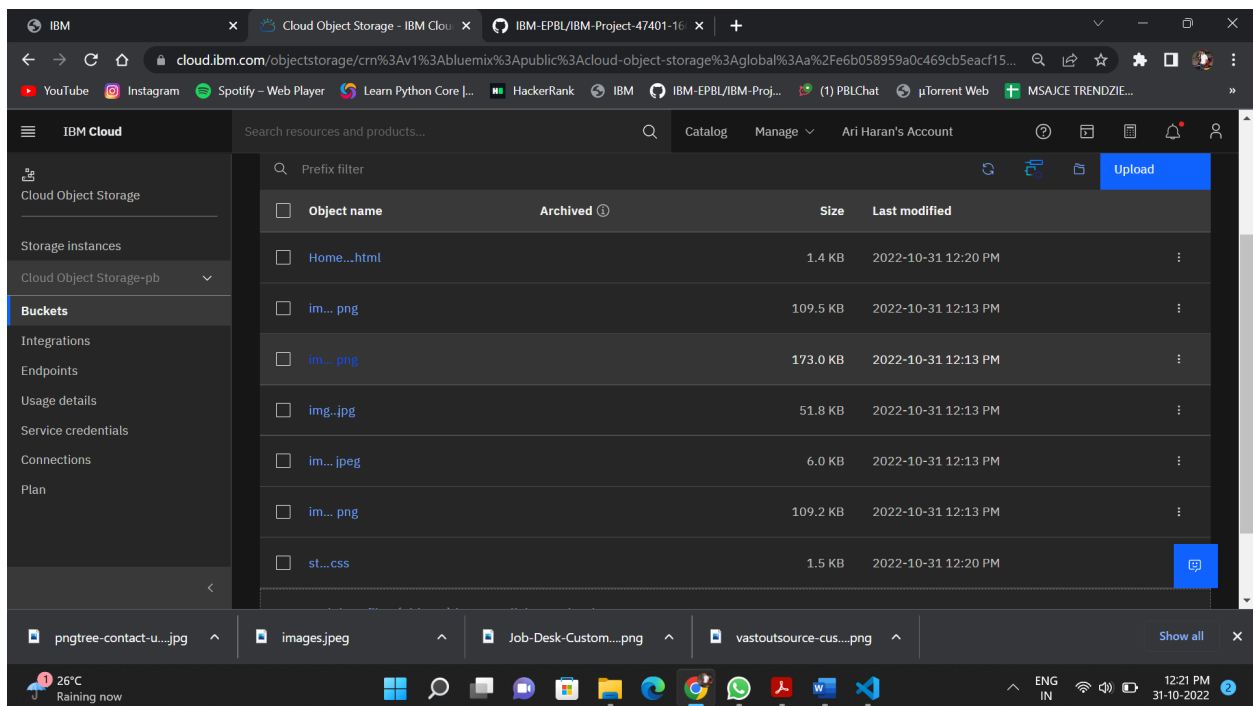 IBM
Cloud Object Storage - IBM Clou
IBM-EPBL/IBM-Project-47401-16
cloud.ibm.com/objectstorage/crn%3Av1%3Abluemix%3Apublic%3Acloud-object-storage%3Aglobal%3Aa%2Fe6b058959a0c469cb5eacf15...
YouTube Instagram Spotify – Web Player Learn Python Core |... HackerRank IBM IBM-EPBL/IBM-Proj... (1) PBLChat µTorrent Web MSAJCE TRENDZIE... »
IBM Cloud
Search resources and products...
Catalog Manage Ari Haran's Account
Cloud Object Storage
Storage instances
Cloud Object Storage-pb
Buckets
Integrations
Endpoints
Usage details
Service credentials
Connections
Plan
Prefix filter Upload
Object name Archived Size Last modified
Home...html 1.4 KB 2022-10-31 12:20 PM
im... png 109.5 KB 2022-10-31 12:13 PM
im... png 173.0 KB 2022-10-31 12:13 PM
img..jpg 51.8 KB 2022-10-31 12:13 PM
im... jpeg 6.0 KB 2022-10-31 12:13 PM
im... png 109.2 KB 2022-10-31 12:13 PM
st...css 1.5 KB 2022-10-31 12:20 PM
pngtree-contact-u....jpg images.jpeg Job-Desk-Custom....png vastoutsource-cus....png Show all
1
26°C
Raining now
ENG
IN
12:21 PM
31-10-2022
2